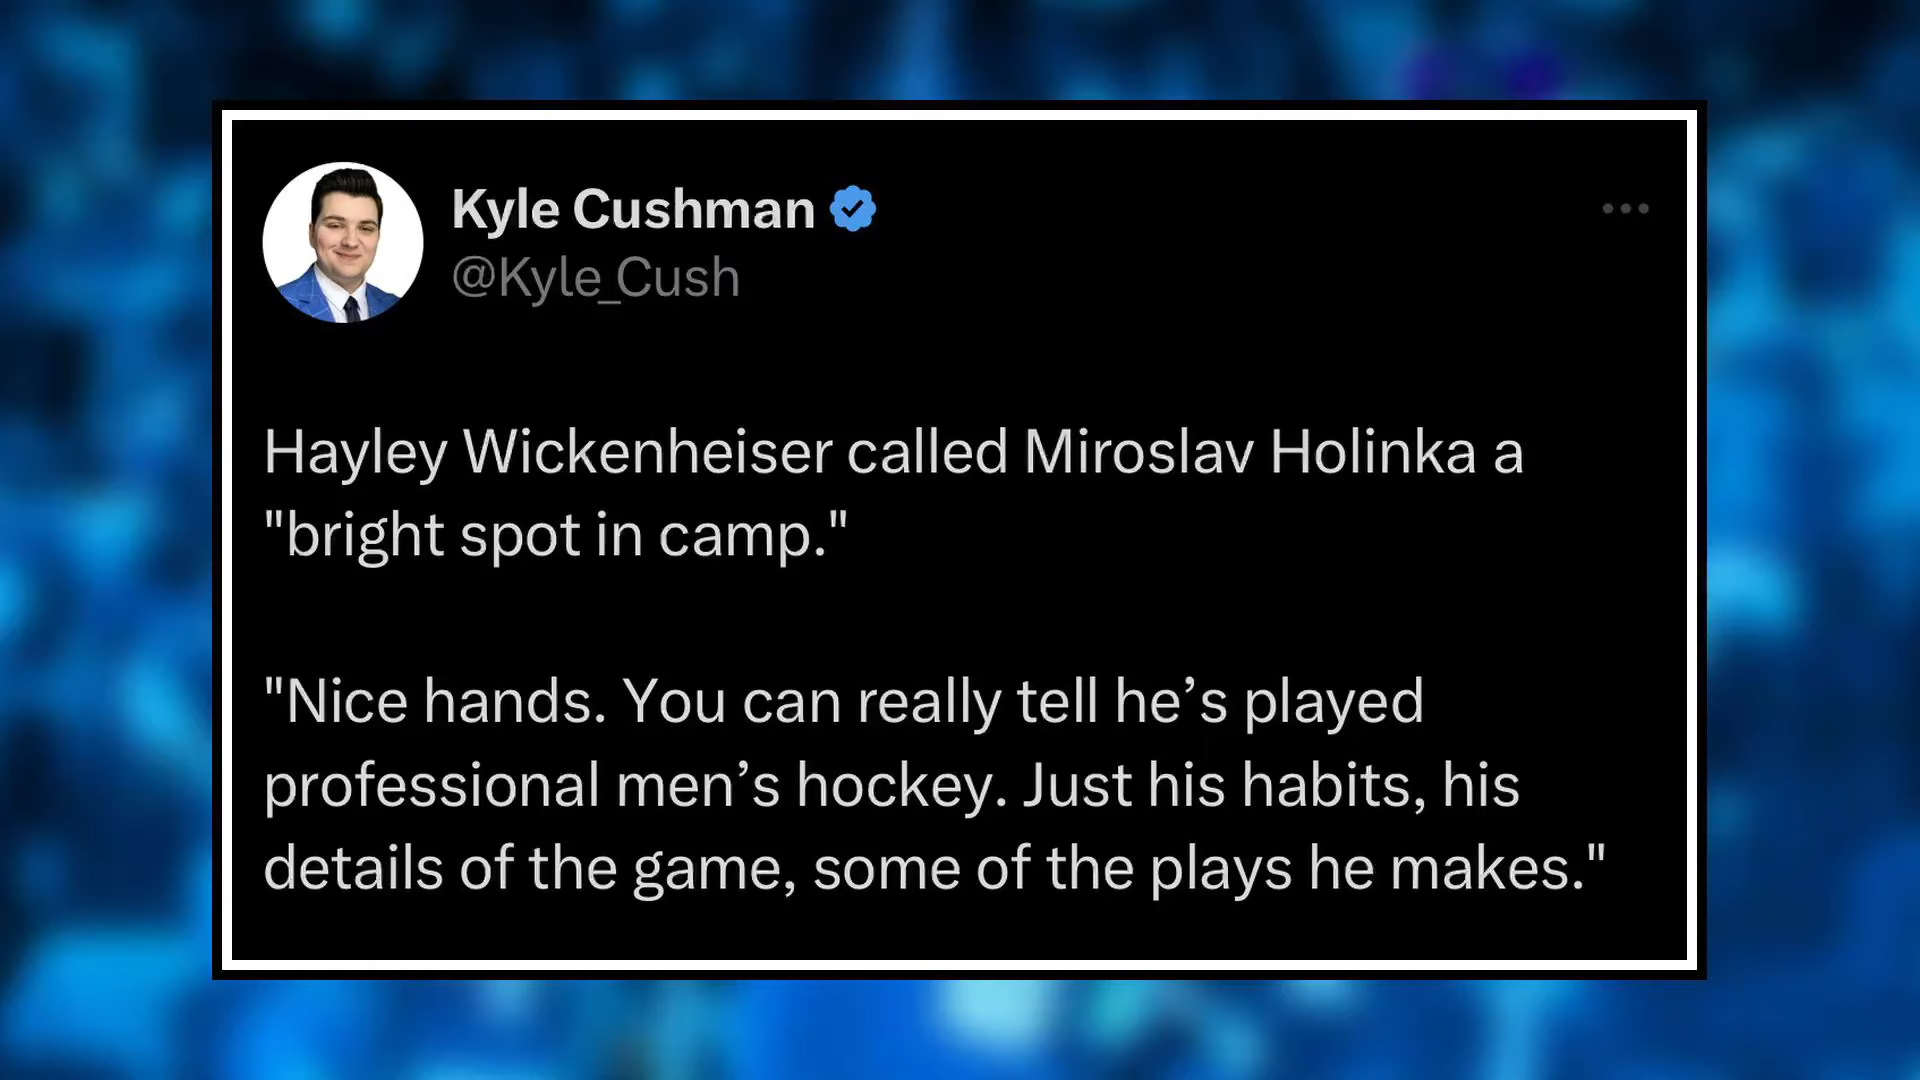 Kyle Cushman
@Kyle_Cush
Hayley Wickenheiser called Miroslav Holinka a
"bright spot in camp."
"Nice hands. You can really tell he’s played
professional men’s hockey. Just his habits, his
details of the game, some of the plays he makes."